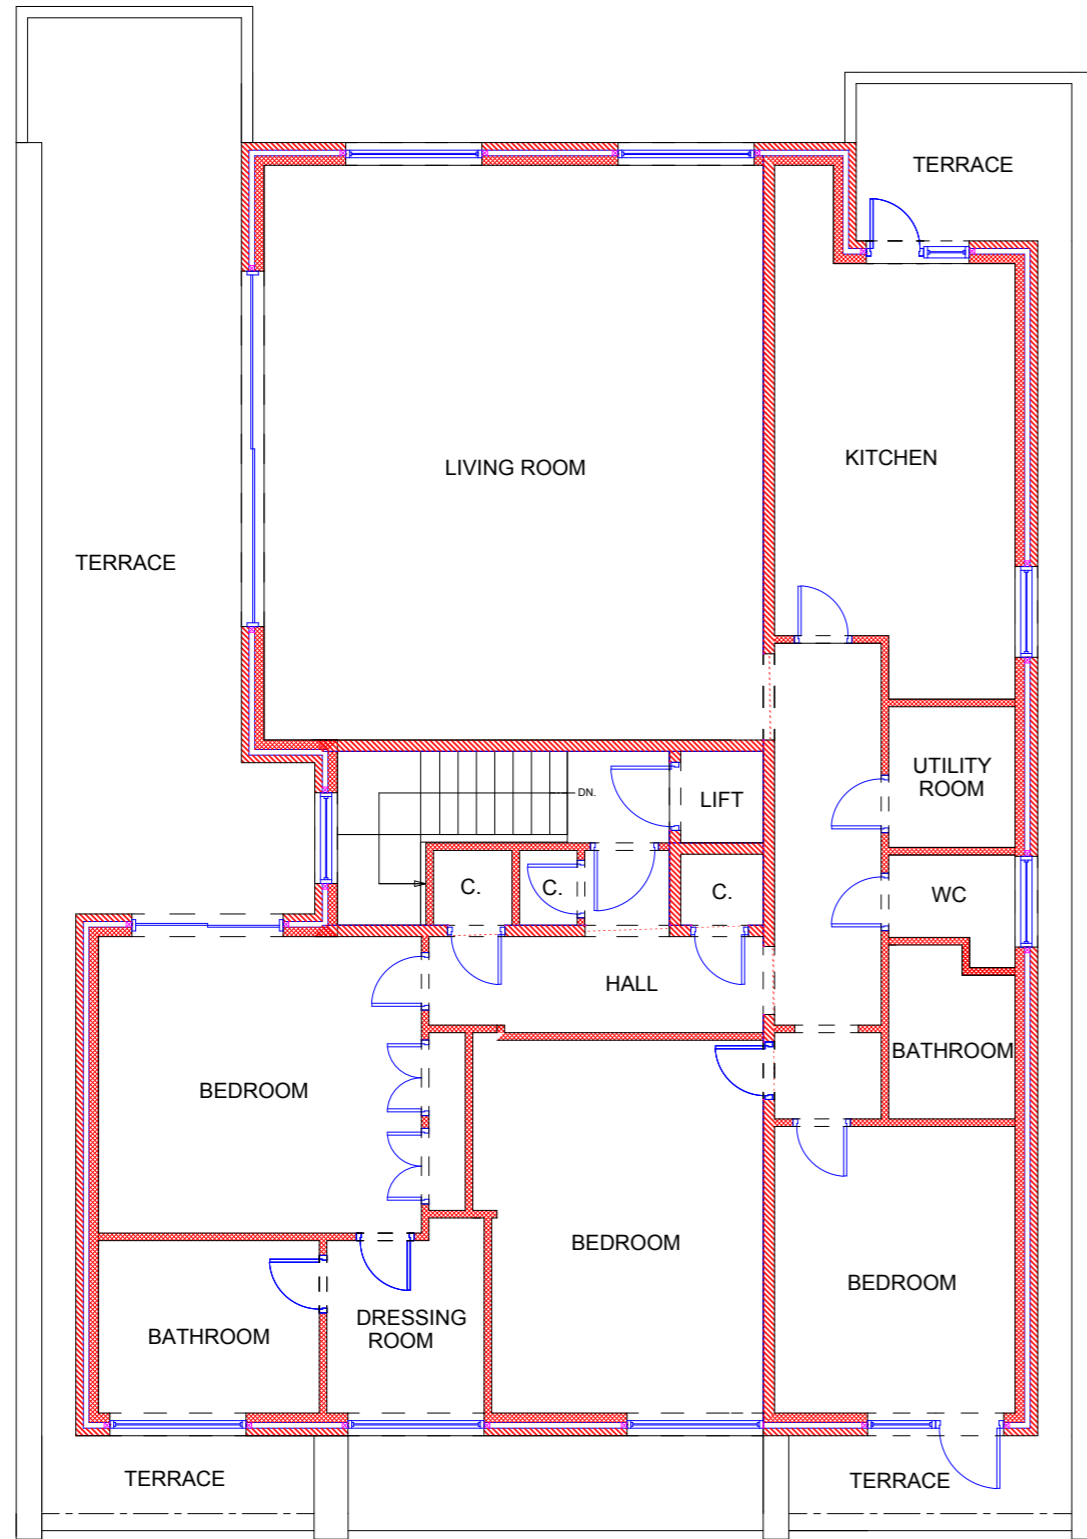 TERRACE
LIVING ROOM
KITCHEN
TERRACE
UTILITY
ROOM
DN.
LIFT
C.
C.
C.
WC
HALL
BATHROOM
BEDROOM
BEDROOM
BEDROOM
DRESSING
ROOM
BATHROOM
TERRACE
TERRACE